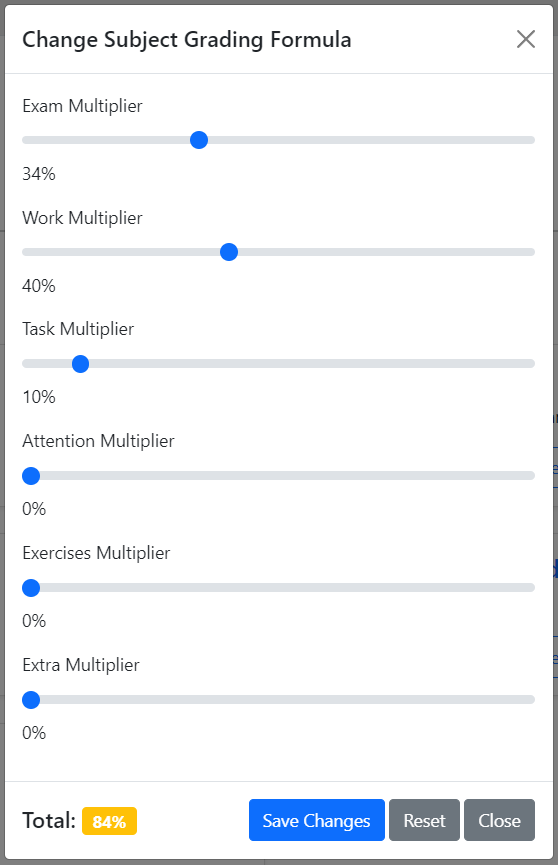 Change Subject Grading Formula
Exam Multiplier
34%
Work Multiplier
40%
Task Multiplier
10%
Attention Multiplier
0%
Exercises Multiplier
0%
Extra Multiplier
0%
Total: 84% Save Changes Reset Close